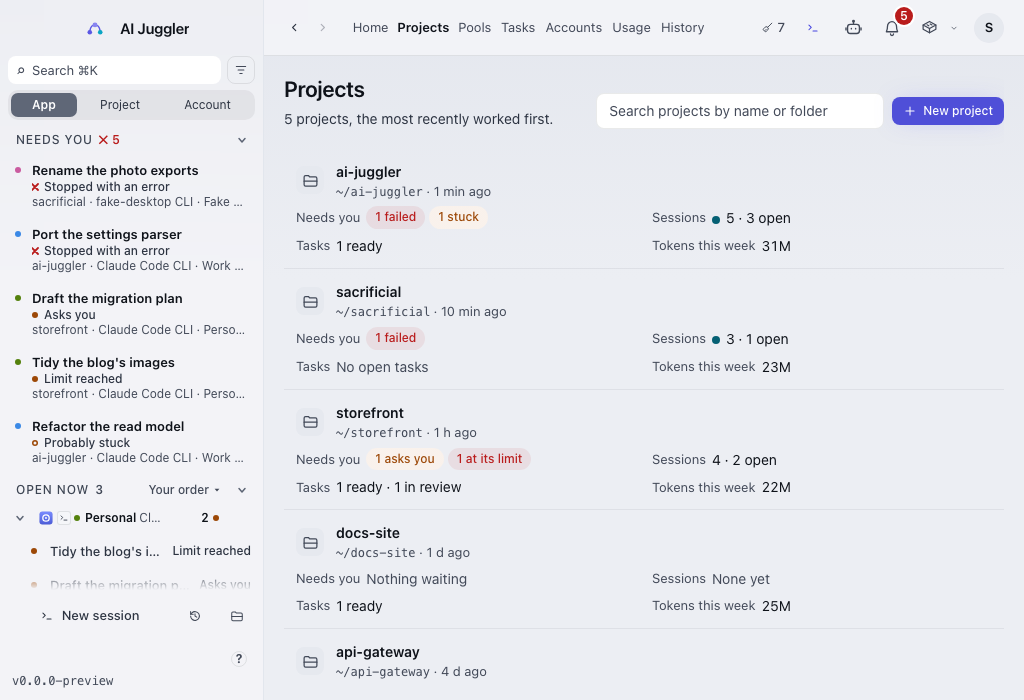 AI Juggler
Search ⌘K
App Project Account
NEEDS YOU 5
Rename the photo exports
Stopped with an error
sacrificial · fake-desktop CLI · Fake ...
Port the settings parser
Stopped with an error
ai-juggler · Claude Code CLI · Work ...
Draft the migration plan
Asks you
storefront · Claude Code CLI · Perso...
Tidy the blog's images
Limit reached
storefront · Claude Code CLI · Perso...
Refactor the read model
Probably stuck
ai-juggler · Claude Code CLI · Work ...
OPEN NOW 3 Your order
Personal Cl... 2
Tidy the blog's i... Limit reached
Draft the migration p... Asks you
New session
?
v0.0.0-preview
Home Projects Pools Tasks Accounts Usage History 7 5 S
Projects
5 projects, the most recently worked first.
Search projects by name or folder
+ New project
ai-juggler
~/ai-juggler · 1 min ago
Needs you 1 failed 1 stuck Sessions 5 · 3 open
Tasks 1 ready Tokens this week 31M
sacrificial
~/sacrificial · 10 min ago
Needs you 1 failed Sessions 3 · 1 open
Tasks No open tasks Tokens this week 23M
storefront
~/storefront · 1 h ago
Needs you 1 asks you 1 at its limit Sessions 4 · 2 open
Tasks 1 ready · 1 in review Tokens this week 22M
docs-site
~/docs-site · 1 d ago
Needs you Nothing waiting Sessions None yet
Tasks 1 ready Tokens this week 25M
api-gateway
~/api-gateway · 4 d ago